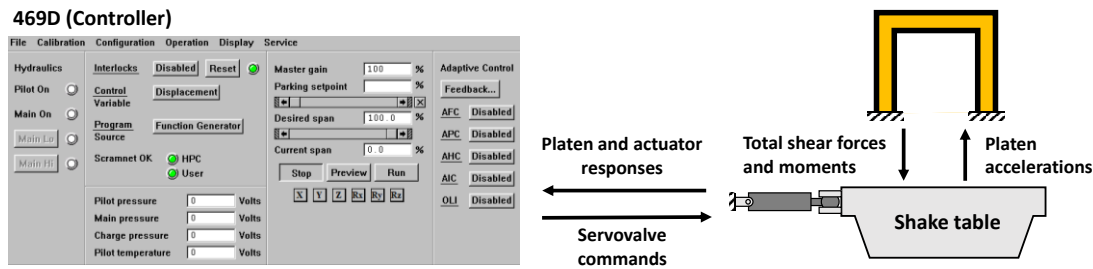 469D (Controller)
File Calibration Configuration Operation Display Service
Hydraulics
Pilot On
Main On
Main Lo
Main Hi
Interlocks Disabled Reset
Control Variable Displacement
Program Source Function Generator
Scramnet OK HPC
User
Pilot pressure 0 Volts
Main pressure 0 Volts
Charge pressure 0 Volts
Pilot temperature 0 Volts
Master gain 100 %
Parking setpoint %
Desired span 100.0 %
Current span 0.0 %
Stop Preview Run
X Y Z Rx Ry Rz
Adaptive Control
Feedback...
AFC Disabled
APC Disabled
AHC Disabled
AIC Disabled
OLI Disabled
Platen and actuator
responses
Servovalve
commands
Total shear forces
and moments
Platen
accelerations
Shake table